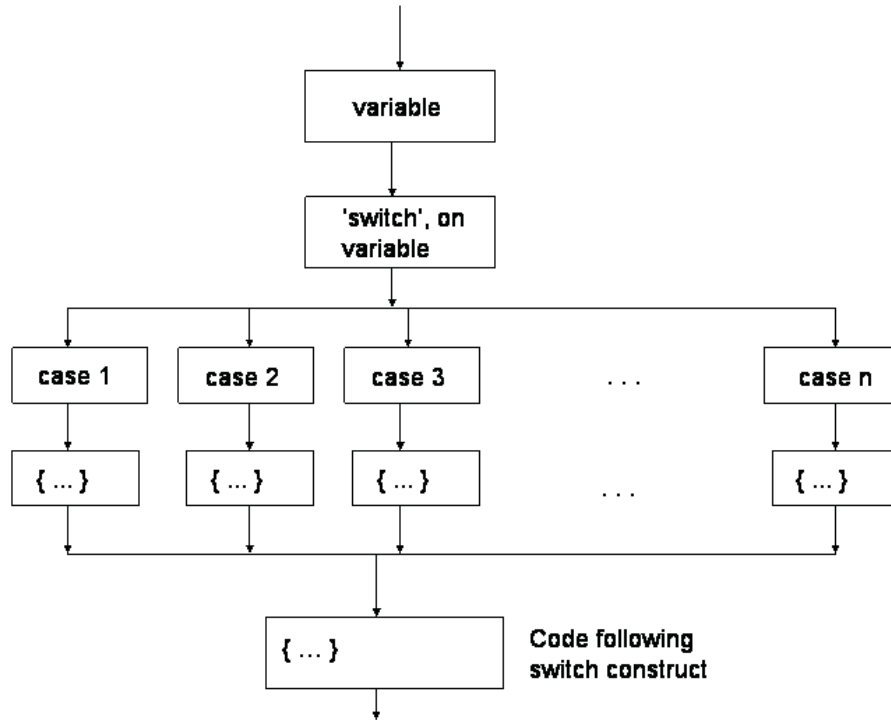 variable
'switch', on
variable
case 1
case 2
case 3
. . .
case n
{ ... }
{ ... }
{ ... }
. . .
{ ... }
{ ... }
Code following
switch construct